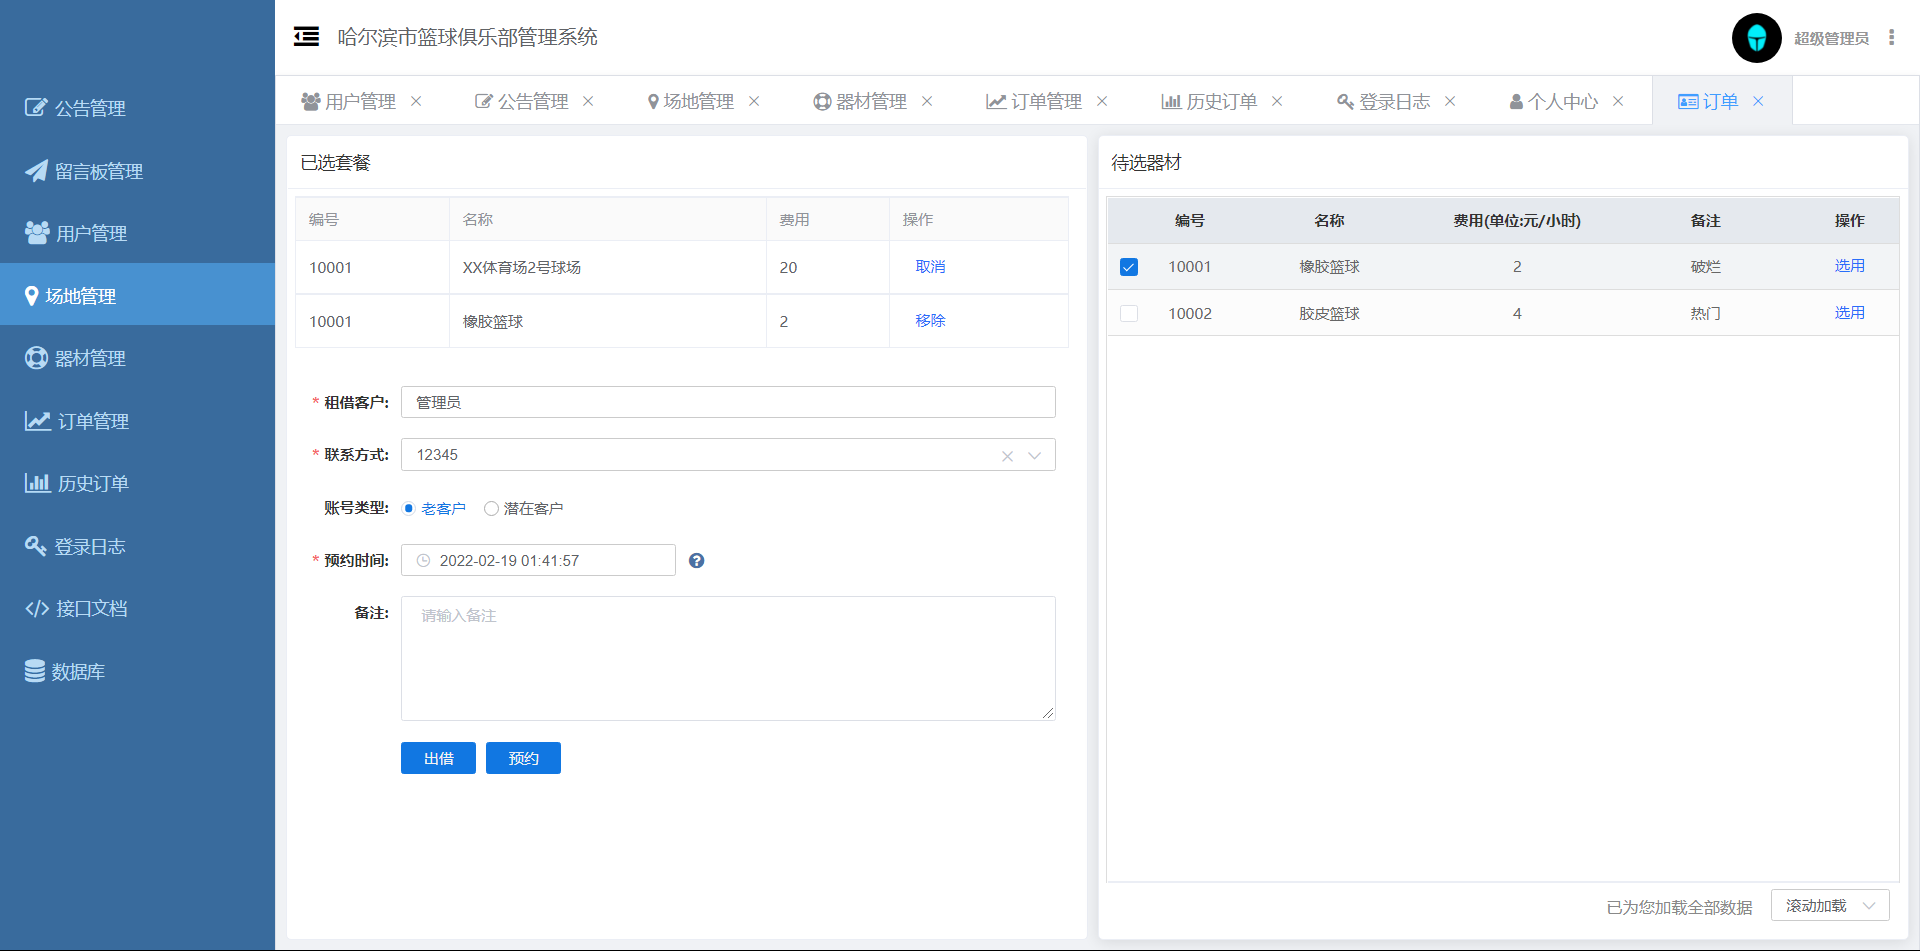 哈尔滨市篮球俱乐部管理系统
超级管理员
公告管理
留言板管理
用户管理
场地管理
器材管理
订单管理
历史订单
登录日志
接口文档
数据库
用户管理 公告管理 场地管理 器材管理 订单管理 历史订单 登录日志 个人中心 订单
已选套餐
编号 名称 费用 操作
10001 XX体育场2号球场 20 取消
10001 橡胶篮球 2 移除
* 租借客户: 管理员
* 联系方式: 12345
账号类型: 老客户 潜在客户
* 预约时间: 2022-02-19 01:41:57
备注: 请输入备注
出借 预约
待选器材
编号 名称 费用(单位:元/小时) 备注 操作
10001 橡胶篮球 2 破烂 选用
10002 胶皮篮球 4 热门 选用
已为您加载全部数据 滚动加载